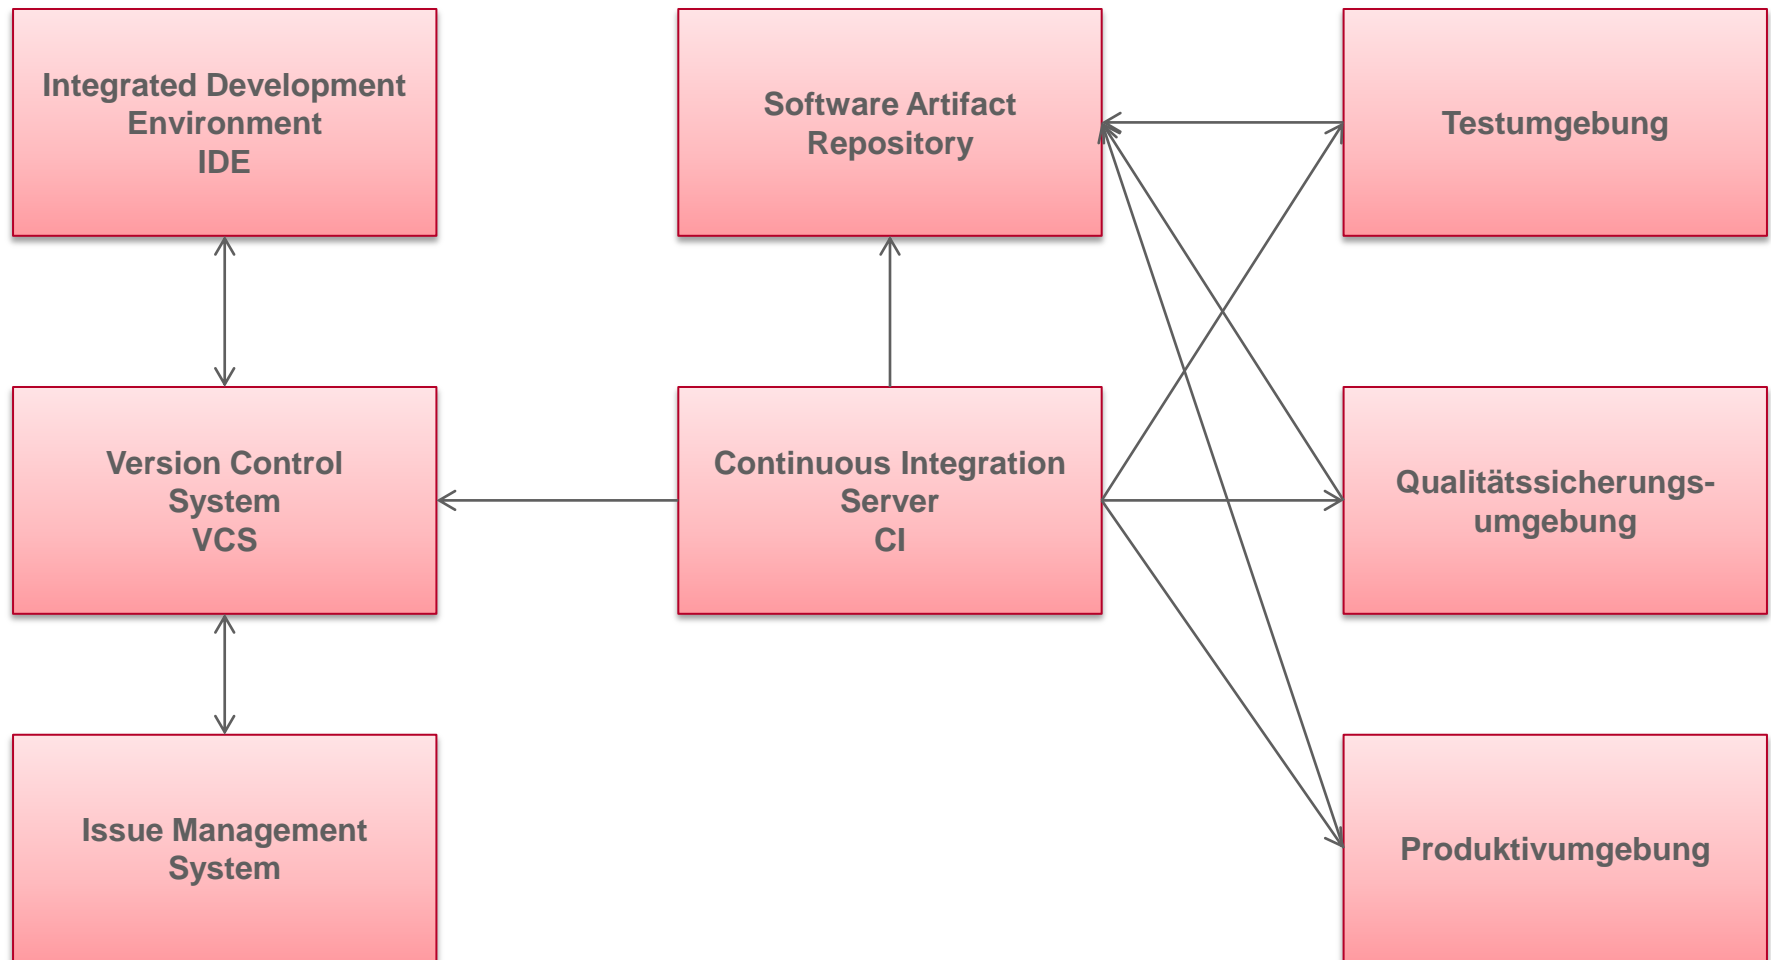 Integrated Development
Environment
IDE
Software Artifact
Repository
Testumgebung
Version Control
System
VCS
Continuous Integration
Server
CI
Qualitätssicherungs-
umgebung
Issue Management
System
Produktivumgebung